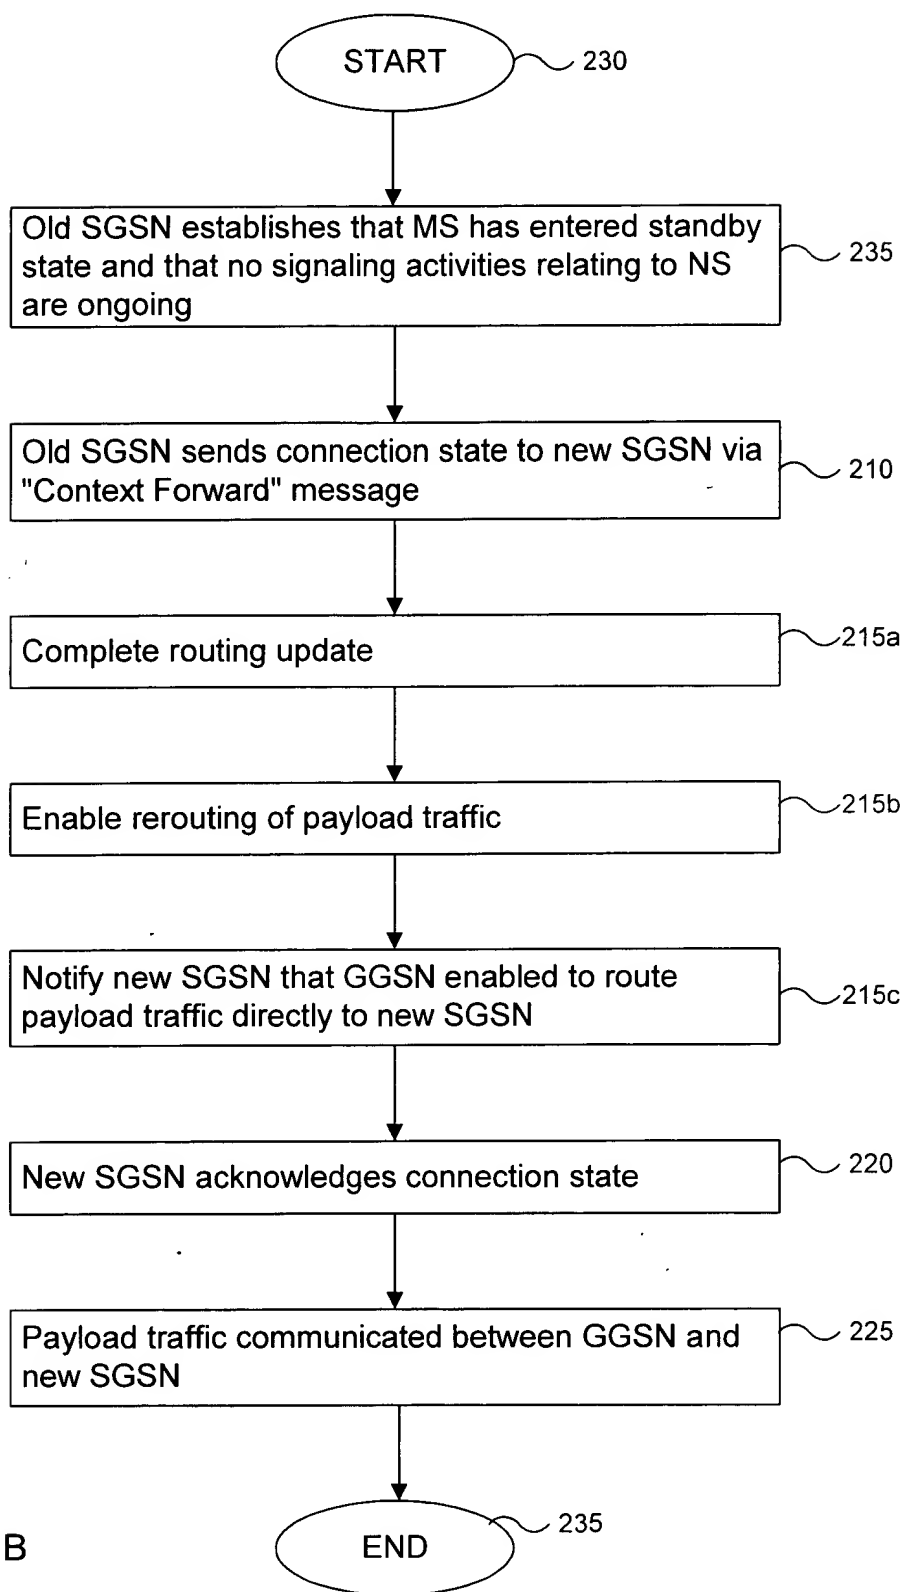 START
230
Old SGSN establishes that MS has entered standby
state and that no signaling activities relating to NS
are ongoing
235
Old SGSN sends connection state to new SGSN via
"Context Forward" message
210
Complete routing update
215a
Enable rerouting of payload traffic
215b
Notify new SGSN that GGSN enabled to route
payload traffic directly to new SGSN
215c
New SGSN acknowledges connection state
220
Payload traffic communicated between GGSN and
new SGSN
225
END
235
B